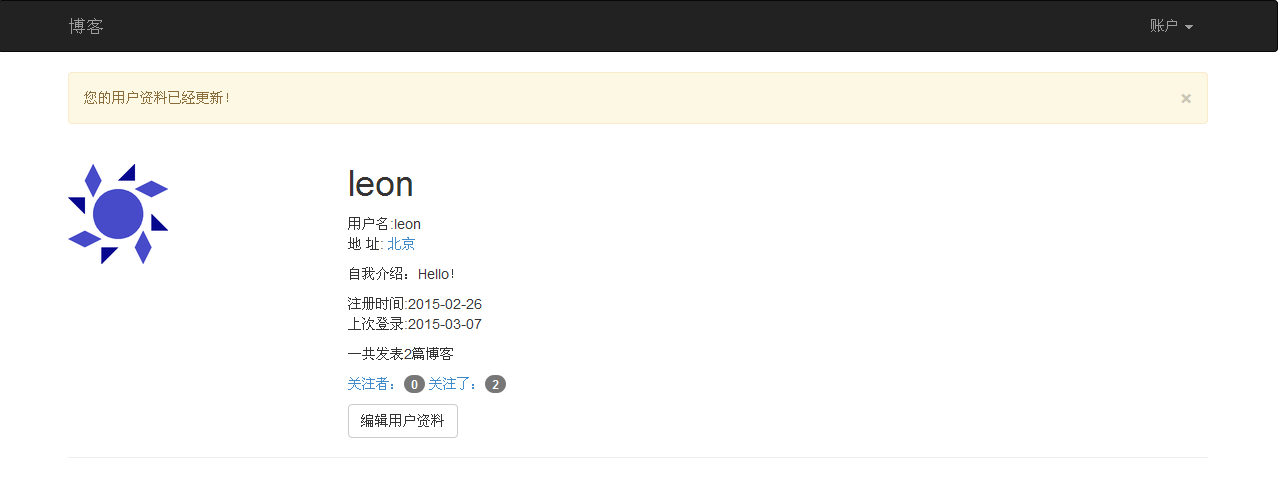 博客
账户
您的用户资料已经更新!
×
leon
用户名:leon
地 址: 北京
自我介绍：Hello!
注册时间:2015-02-26
上次登录:2015-03-07
一共发表2篇博客
关注者：0 关注了：2
编辑用户资料